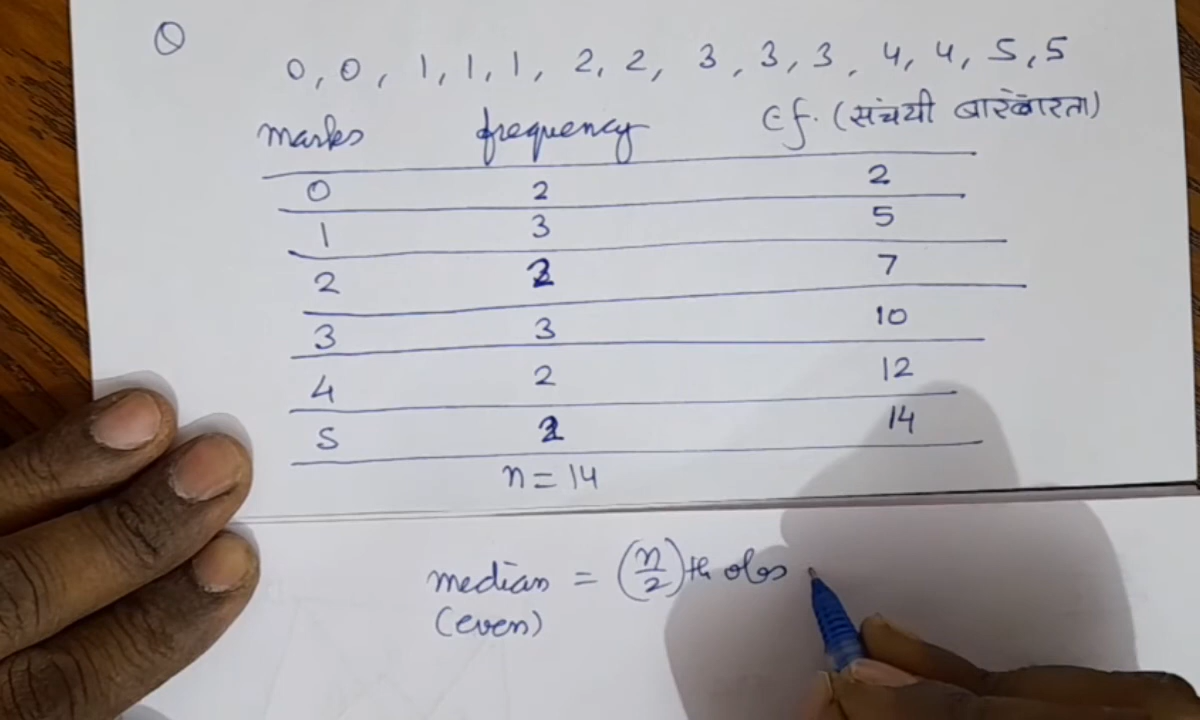 Q
0, 0, 1, 1, 1, 2, 2, 3, 3, 3, 4, 4, 5, 5
marks frequency cf. (संचयी बारंबारता)
0 2 2
1 3 5
2 2 7
3 3 10
4 2 12
5 2 14
n = 14
median = (n/2)th obs
(even)